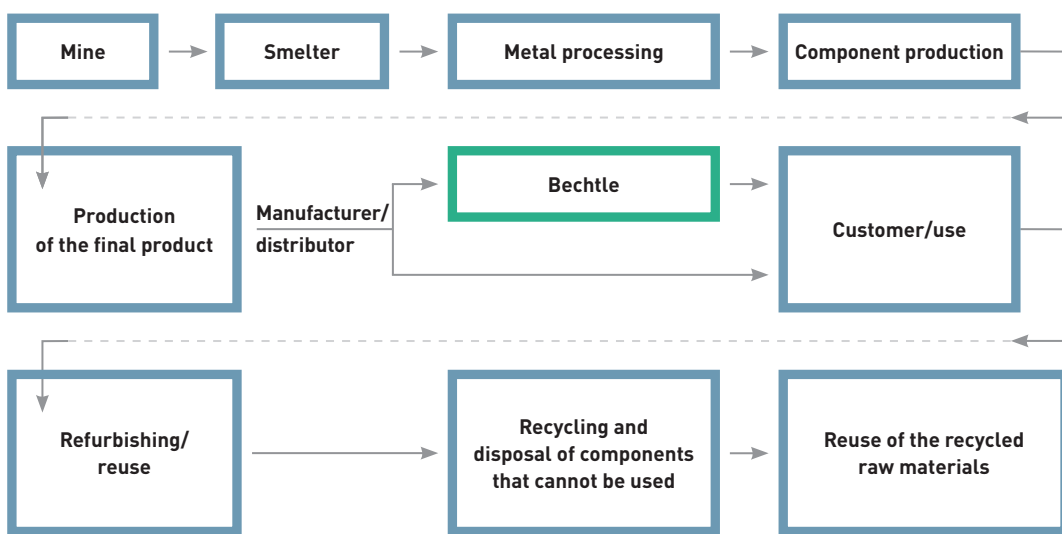 Mine
Smelter
Metal processing
Component production
Production
of the final product
Manufacturer/
distributor
Bechtle
Customer/use
Refurbishing/
reuse
Recycling and
disposal of components
that cannot be used
Reuse of the recycled
raw materials